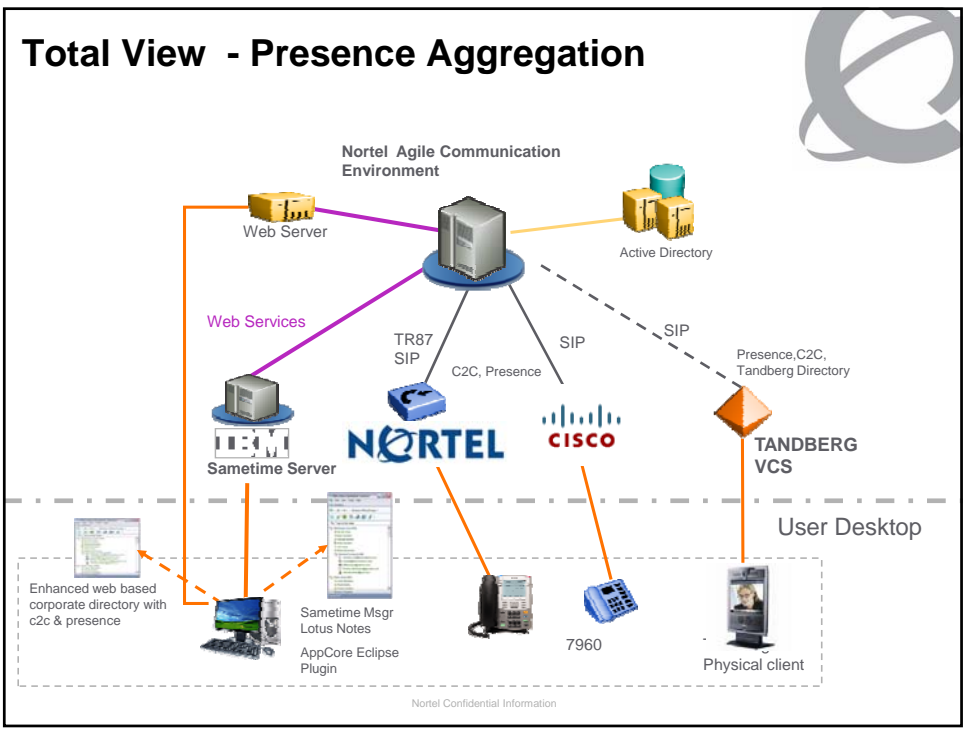 Total View - Presence Aggregation
Nortel Agile Communication
Environment
Web Server
Active Directory
Web Services
TR87
SIP
C2C, Presence
SIP
SIP
Presence,C2C,
Tandberg Directory
IBM
Sametime Server
NORTEL
CISCO
TANDBERG
VCS
User Desktop
Enhanced web based
corporate directory with
c2c & presence
Sametime Msgr
Lotus Notes
AppCore Eclipse
Plugin
7960
Physical client
Nortel Confidential Information